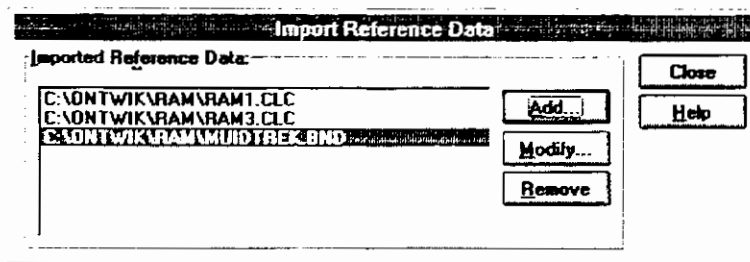 Import Reference Data
Imported Reference Data:
C:\ONTWIK\RAM\RAM1.CLC
C:\ONTWIK\RAM\RAM3.CLC
C:\ONTWIK\RAM\MUIDTREK.BND
Add...
Modify...
Remove
Close
Help